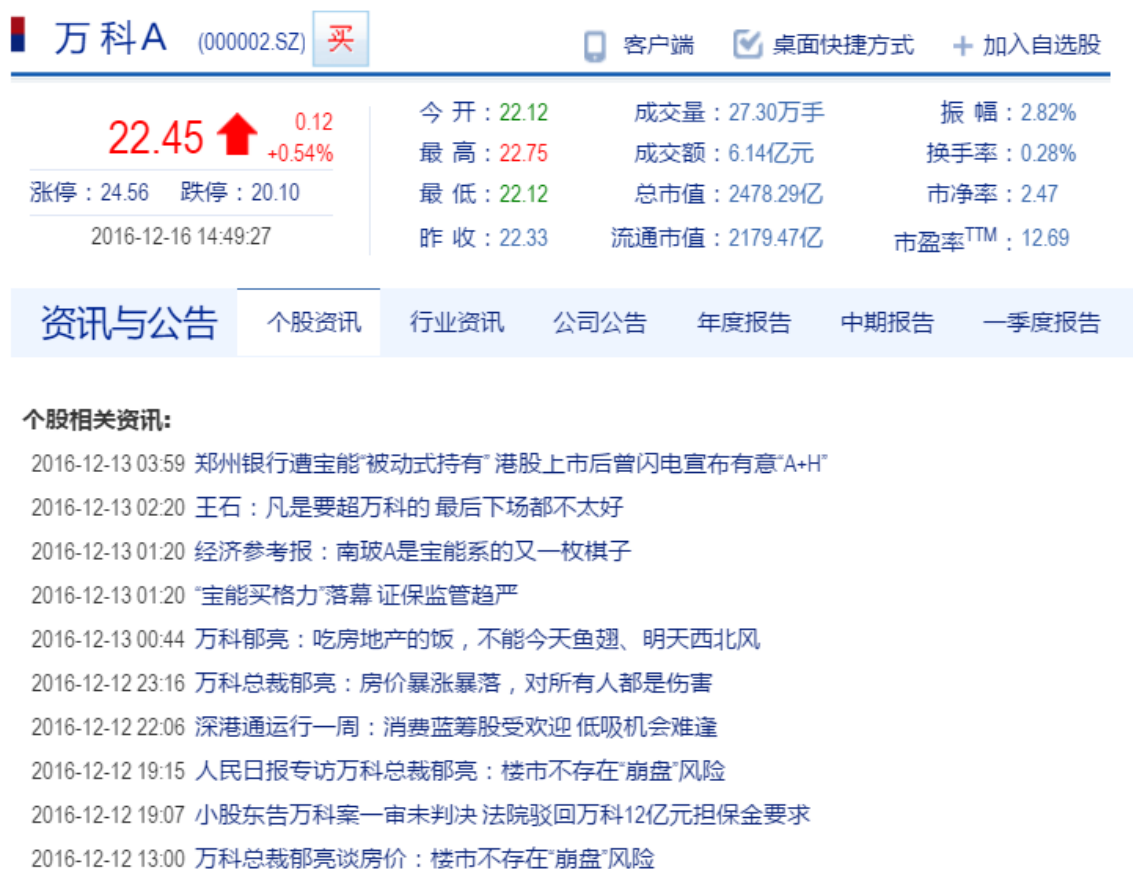 万科A (000002.SZ) 买 客户端 桌面快捷方式 + 加入自选股
22.45 0.12
+0.54%
涨停：24.56 跌停：20.10
2016-12-16 14:49:27
今 开：22.12 成交量：27.30万手 振 幅：2.82%
最 高：22.75 成交额：6.14亿元 换手率：0.28%
最 低：22.12 总市值：2478.29亿 市净率：2.47
昨 收：22.33 流通市值：2179.47亿 市盈率TTM：12.69
资讯与公告 个股资讯 行业资讯 公司公告 年度报告 中期报告 一季度报告
个股相关资讯:
2016-12-13 03:59 郑州银行遭宝能“被动式持有” 港股上市后曾闪电宣布有意“A+H”
2016-12-13 02:20 王石：凡是要超万科的 最后下场都不太好
2016-12-13 01:20 经济参考报：南玻A是宝能系的又一枚棋子
2016-12-13 01:20 “宝能买格力”落幕 证保监管趋严
2016-12-13 00:44 万科郁亮：吃房地产的饭，不能今天鱼翅、明天西北风
2016-12-12 23:16 万科总裁郁亮：房价暴涨暴落，对所有人都是伤害
2016-12-12 22:06 深港通运行一周：消费蓝筹股受欢迎 低吸机会难逢
2016-12-12 19:15 人民日报专访万科总裁郁亮：楼市不存在“崩盘”风险
2016-12-12 19:07 小股东告万科案一审未判决 法院驳回万科12亿元担保金要求
2016-12-12 13:00 万科总裁郁亮谈房价：楼市不存在“崩盘”风险